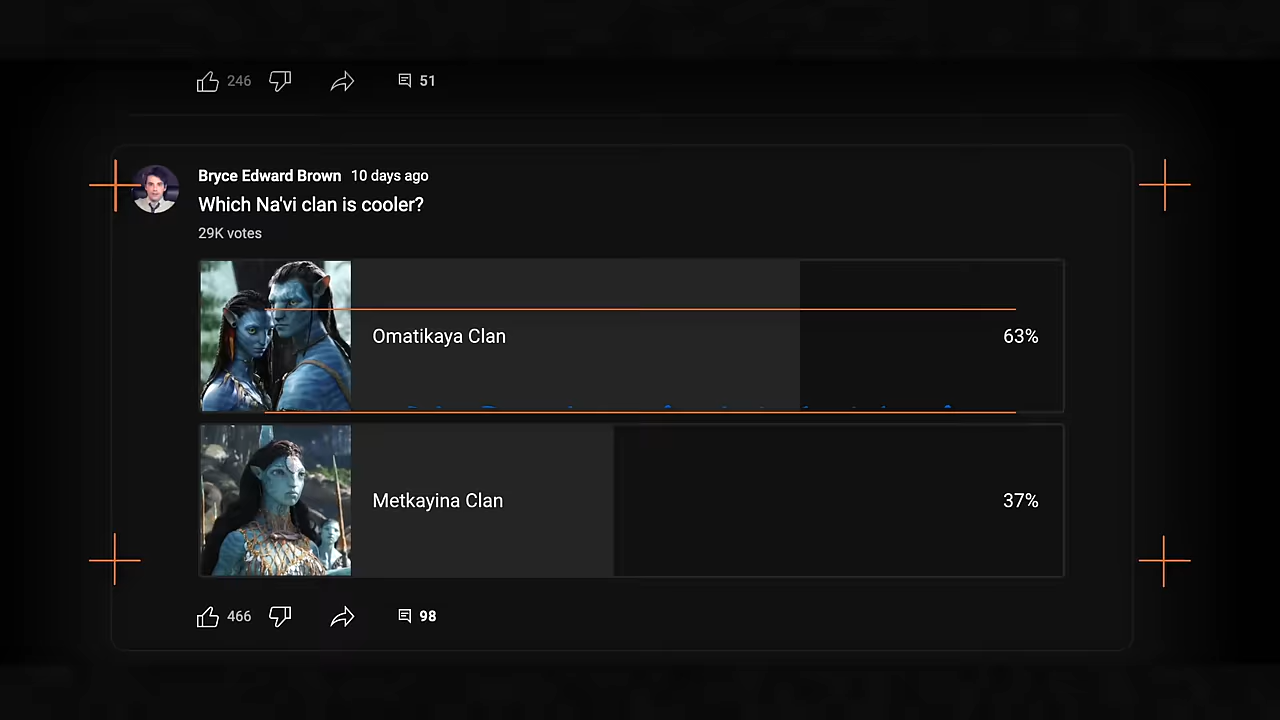 246 51
Bryce Edward Brown 10 days ago
Which Na'vi clan is cooler?
29K votes
Omatikaya Clan 63%
Metkayina Clan 37%
466 98